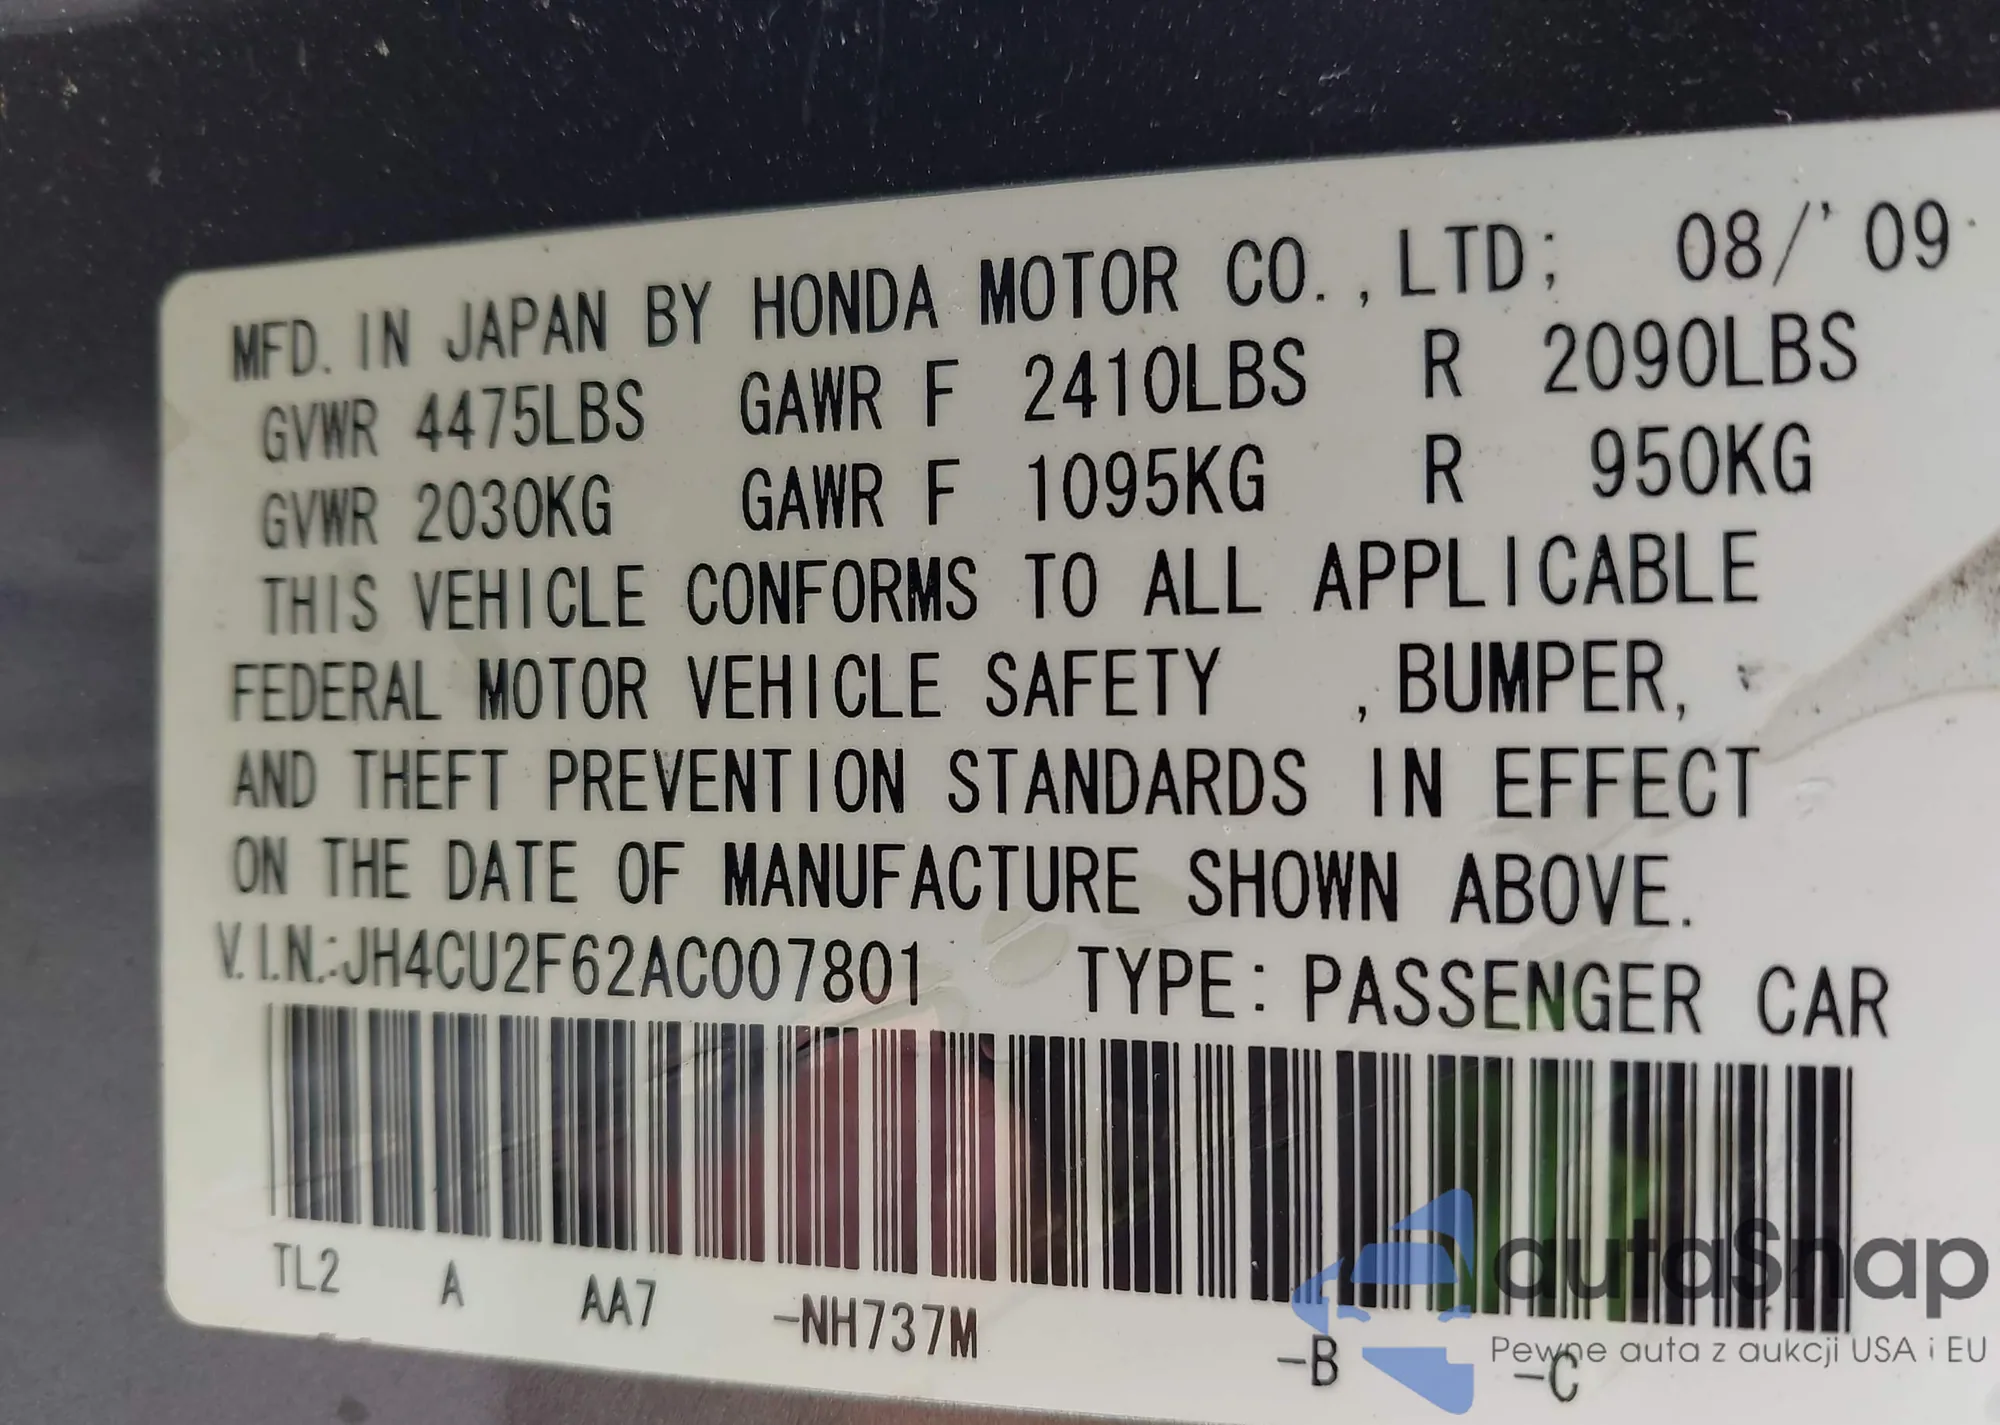 MFD. IN JAPAN BY HONDA MOTOR CO.,LTD; 08/'09
GVWR 4475LBS GAWR F 2410LBS R 2090LBS
GVWR 2030KG GAWR F 1095KG R 950KG
THIS VEHICLE CONFORMS TO ALL APPLICABLE
FEDERAL MOTOR VEHICLE SAFETY , BUMPER,
AND THEFT PREVENTION STANDARDS IN EFFECT
ON THE DATE OF MANUFACTURE SHOWN ABOVE.
V.I.N.:JH4CU2F62AC007801 TYPE: PASSENGER CAR
TL2 A AA7 -NH737M -B -C
autaSnap
Pewne auta z aukcji USA i EU